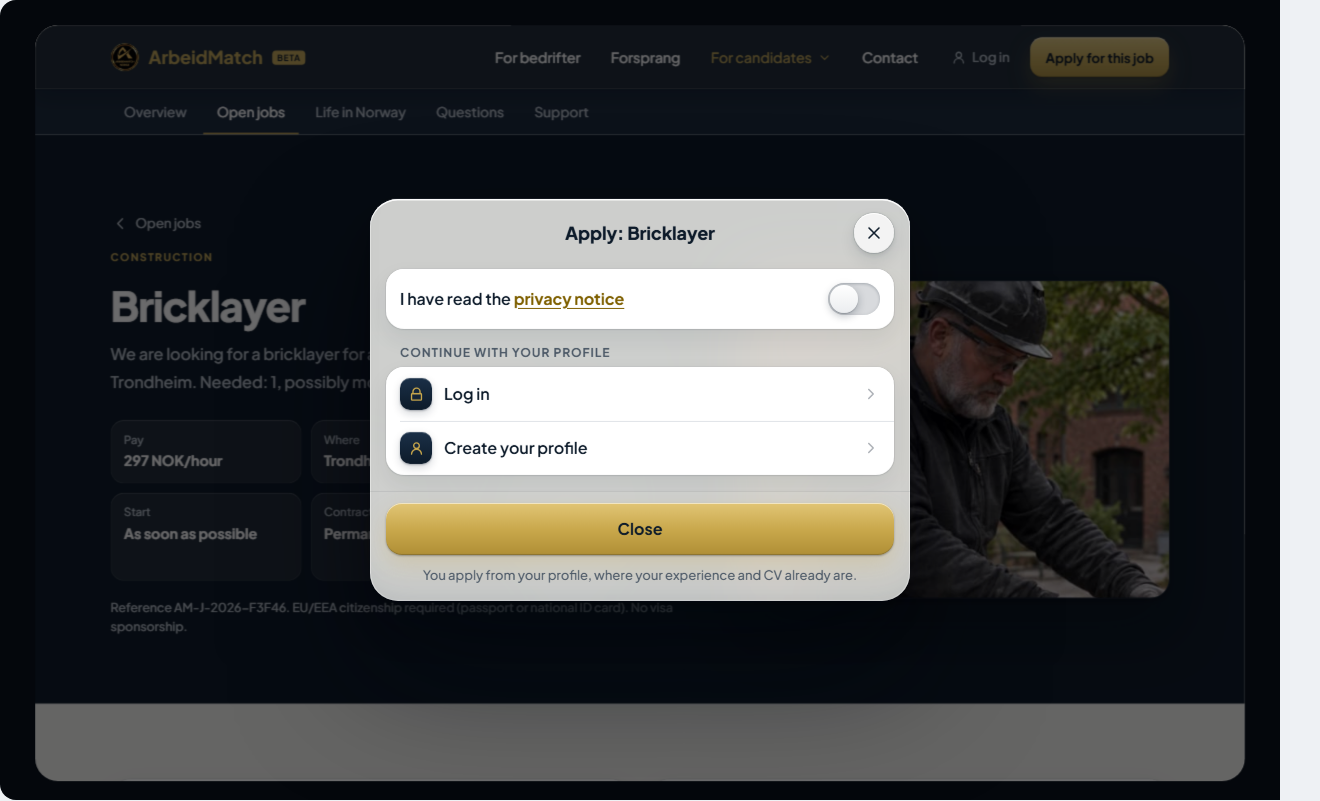 ArbeidMatch BETA
For bedrifter
Forsprang
For candidates
Contact
Log in
Apply for this job
Overview
Open jobs
Life in Norway
Questions
Support
Open jobs
CONSTRUCTION
Bricklayer
We are looking for a bricklayer for
Trondheim. Needed: 1, possibly
Pay
297 NOK/hour
Where
Start
As soon as possible
Reference AM-J-2026-F3F46. EU/EEA citizenship required (passport or national ID card). No visa
sponsorship.
Apply: Bricklayer
I have read the privacy notice
CONTINUE WITH YOUR PROFILE
Log in
Create your profile
Close
You apply from your profile, where your experience and CV already are.